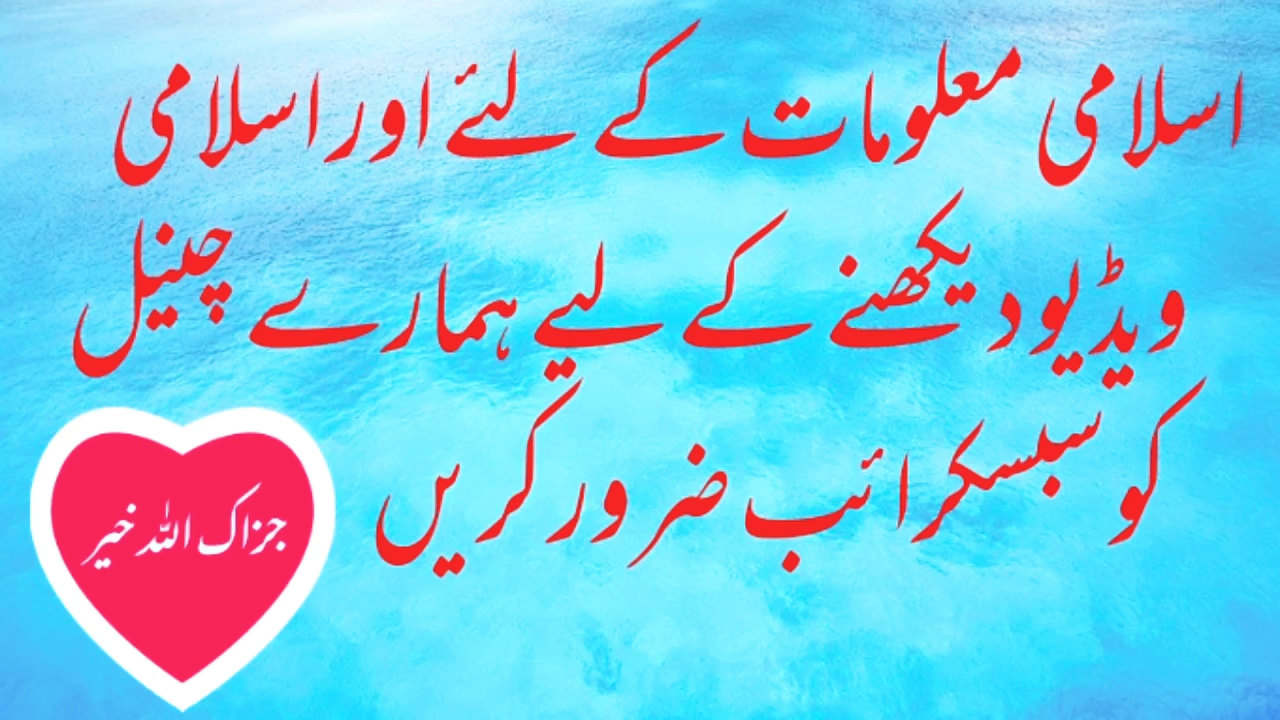 اسلامی معلومات کے لئے اور اسلامی
ویڈیو دیکھنے کے لیے ہمارے چینل
کو سبسکرائب ضرور کریں
جزاک اللہ خیر